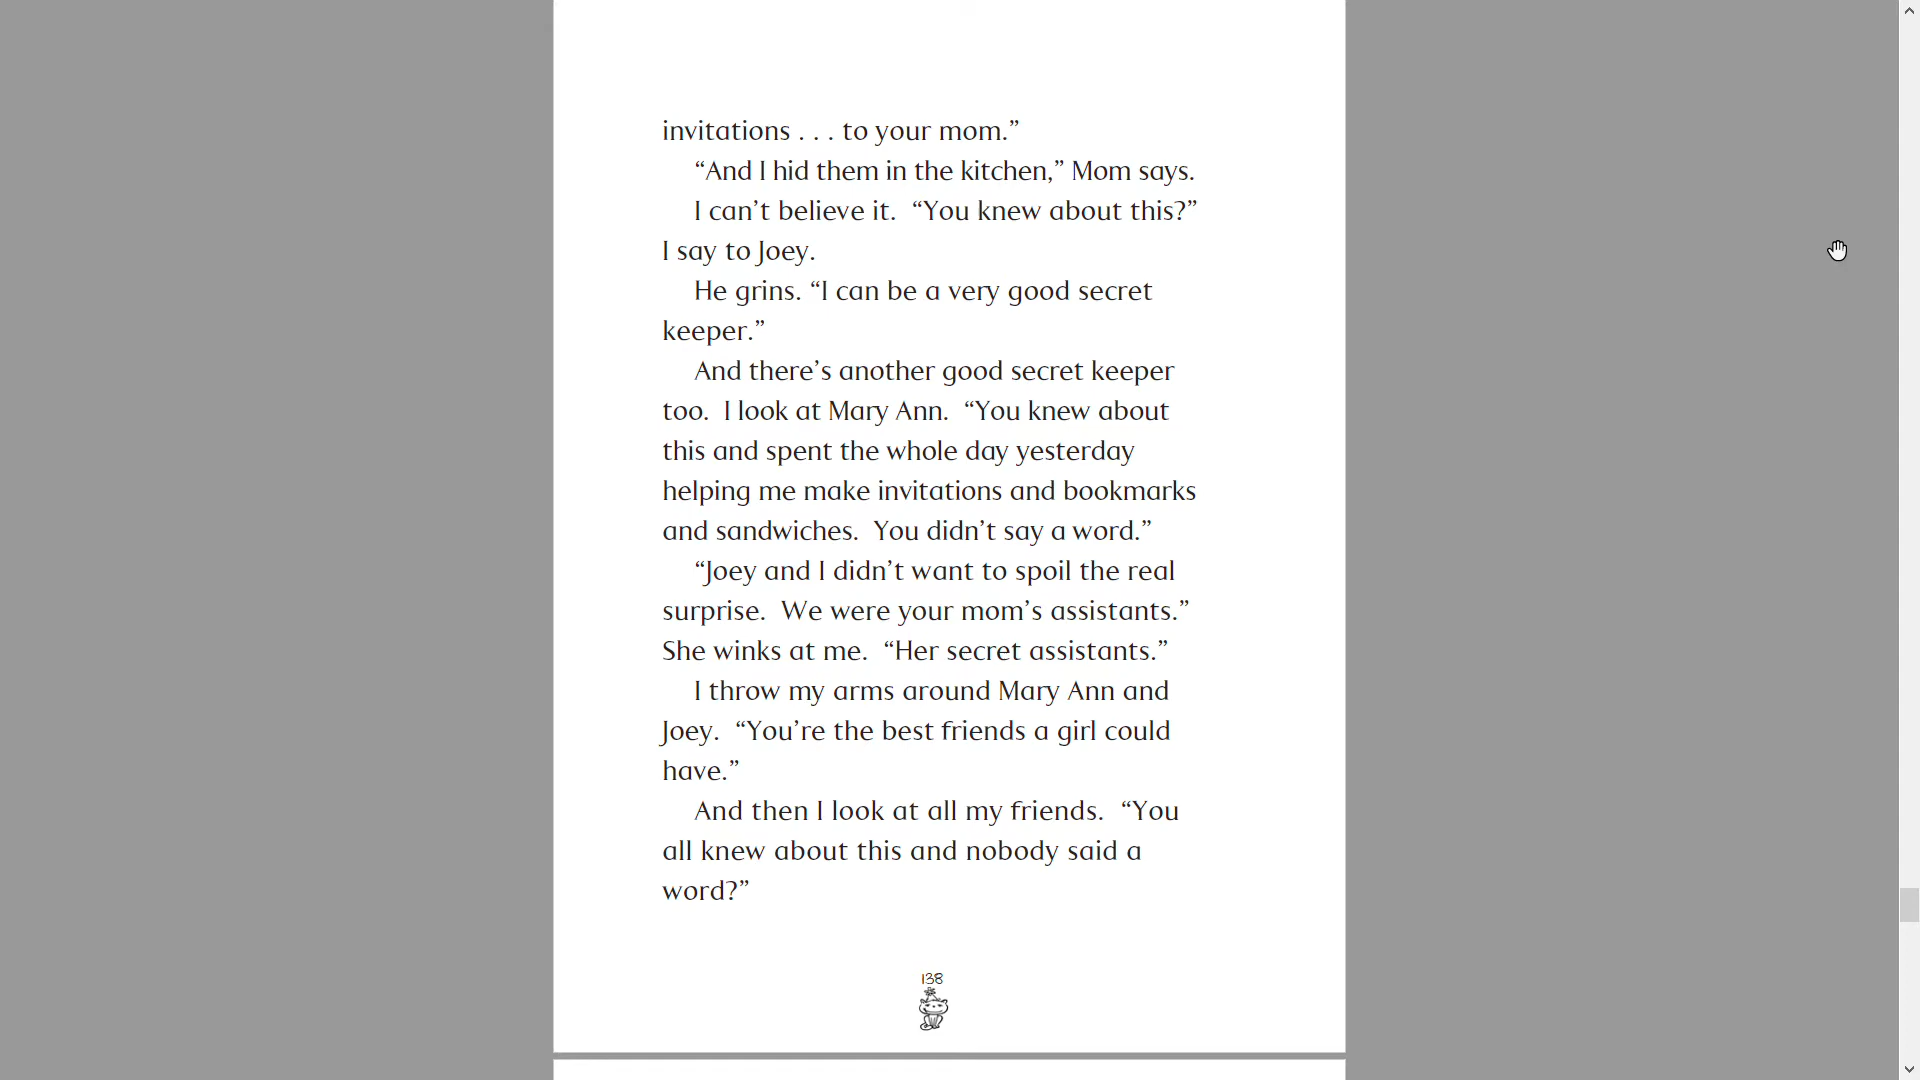 invitations . . . to your mom.”
“And I hid them in the kitchen,” Mom says.
I can’t believe it.  “You knew about this?”
I say to Joey.
He grins. “I can be a very good secret
keeper.”
And there’s another good secret keeper
too.  I look at Mary Ann.  “You knew about
this and spent the whole day yesterday
helping me make invitations and bookmarks
and sandwiches.  You didn’t say a word.”
“Joey and I didn’t want to spoil the real
surprise.  We were your mom’s assistants.”
She winks at me.  “Her secret assistants.”
I throw my arms around Mary Ann and
Joey.  “You’re the best friends a girl could
have.”
And then I look at all my friends.  “You
all knew about this and nobody said a
word?”
138